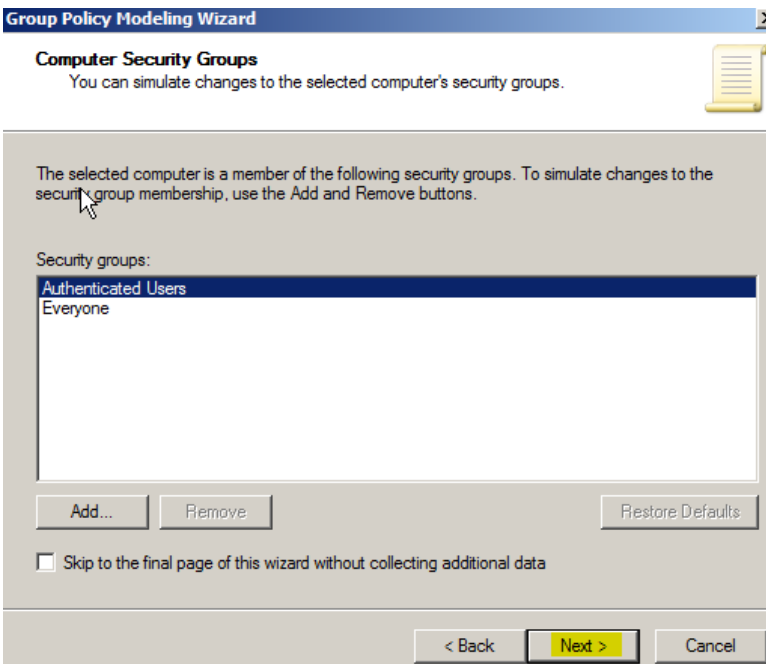 Group Policy Modeling Wizard
Computer Security Groups
You can simulate changes to the selected computer's security groups.
The selected computer is a member of the following security groups. To simulate changes to the
security group membership, use the Add and Remove buttons.
Security groups:
Authenticated Users
Everyone
Add... Remove Restore Defaults
Skip to the final page of this wizard without collecting additional data
< Back Next > Cancel